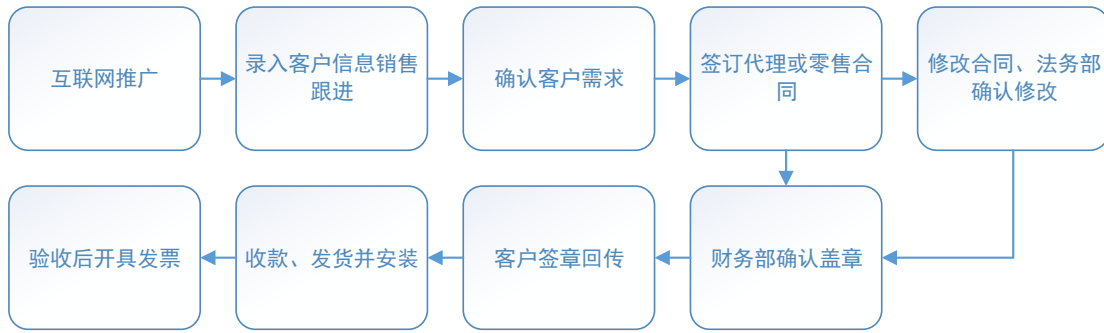 互联网推广
录入客户信息销售
跟进
确认客户需求
签订代理或零售合
同
修改合同、法务部
确认修改
验收后开具发票
收款、发货并安装
客户签章回传
财务部确认盖章